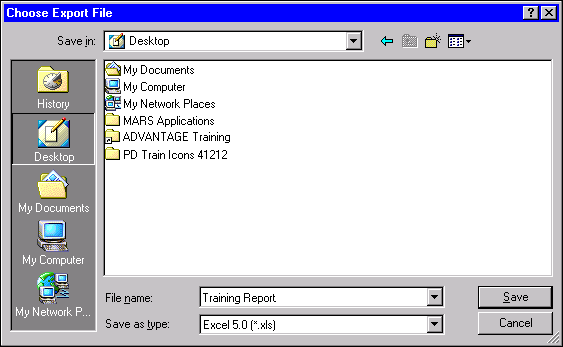 Choose Export File
Save in: Desktop
History
Desktop
My Documents
My Computer
My Network P...
My Documents
My Computer
My Network Places
MARS Applications
ADVANTAGE Training
PD Train Icons 41212
File name: Training Report Save
Save as type: Excel 5.0 (*.xls) Cancel